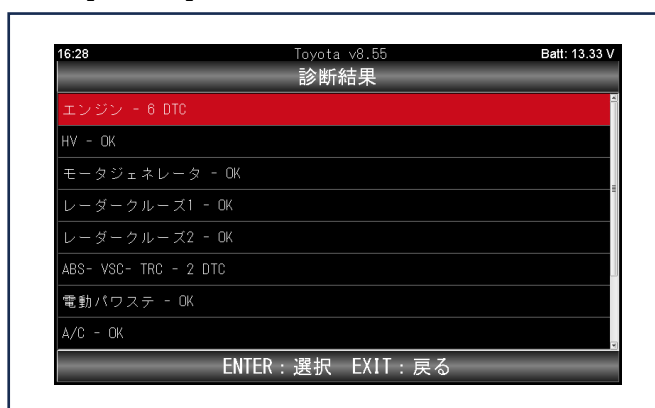 16:28 Toyota v8.55 Batt: 13.33 V
診断結果
エンジン - 6 DTC
HV - OK
モータジェネレータ - OK
レーダークルーズ1 - OK
レーダークルーズ2 - OK
ABS- VSC- TRC - 2 DTC
電動パワステ - OK
A/C - OK
ENTER：選択 EXIT：戻る